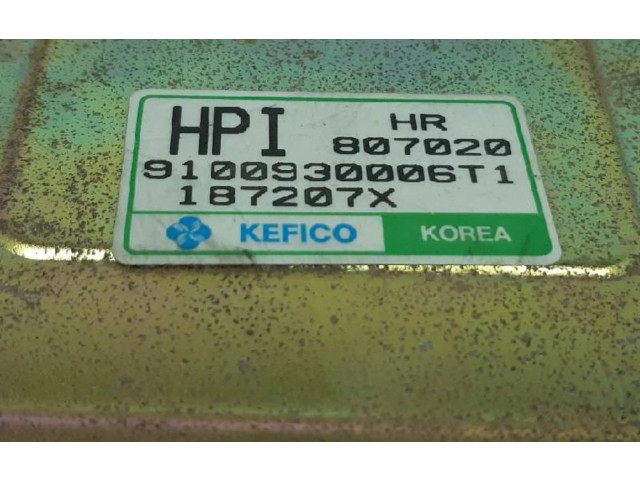 HPI HR
807020
9100930006T1
187207X
KEFICO KOREA